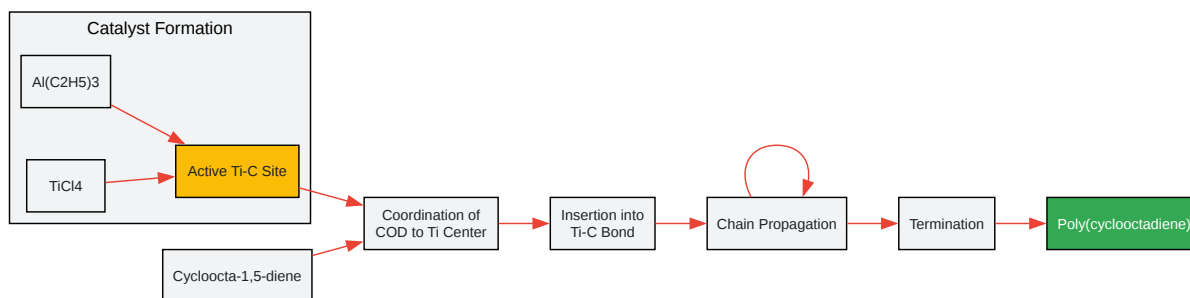 Catalyst Formation
Al(C2H5)3
TiCl4
Active Ti-C Site
Cycloocta-1,5-diene
Coordination of
COD to Ti Center
Insertion into
Ti-C Bond
Chain Propagation
Termination
Poly(cyclooctadiene)